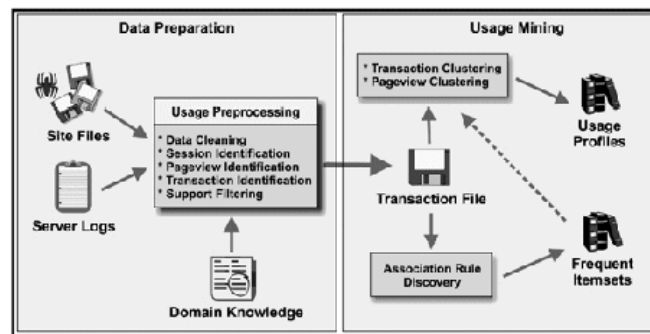 Data Preparation
Usage Mining
Site Files
Server Logs
Usage Preprocessing
* Data Cleaning
* Session Identification
* Pageview Identification
* Transaction Identification
* Support Filtering
Domain Knowledge
* Transaction Clustering
* Pageview Clustering
Usage
Profiles
Transaction File
Association Rule
Discovery
Frequent
Itemsets